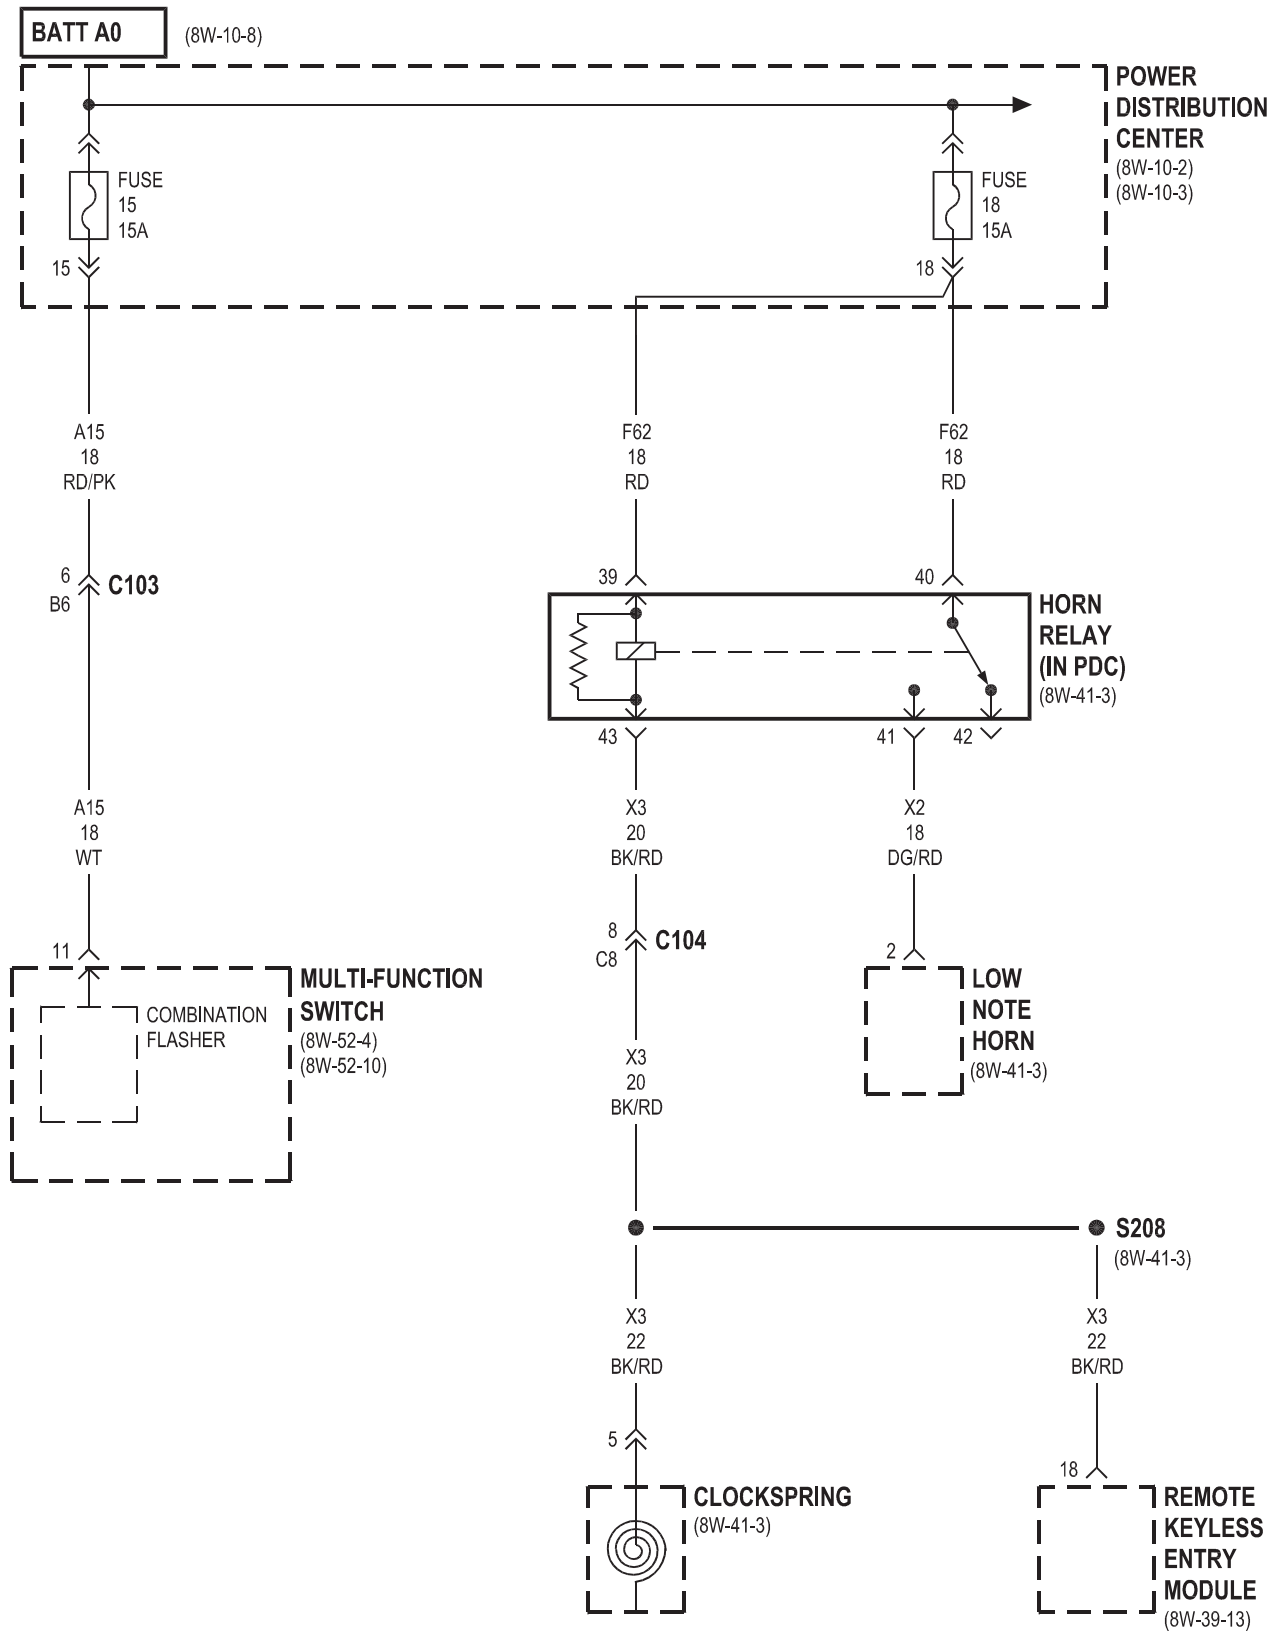 BATT A0
(8W-10-8)
POWER
DISTRIBUTION
CENTER
(8W-10-2)
(8W-10-3)
FUSE
15
15A
15
FUSE
18
15A
18
A15
18
RD/PK
F62
18
RD
F62
18
RD
6
B6
C103
39
40
HORN
RELAY
(IN PDC)
(8W-41-3)
43
41
42
A15
18
WT
X3
20
BK/RD
X2
18
DG/RD
8
C8
C104
11
2
MULTI-FUNCTION
SWITCH
(8W-52-4)
(8W-52-10)
COMBINATION
FLASHER
LOW
NOTE
HORN
(8W-41-3)
X3
20
BK/RD
S208
(8W-41-3)
X3
22
BK/RD
X3
22
BK/RD
5
18
CLOCKSPRING
(8W-41-3)
REMOTE
KEYLESS
ENTRY
MODULE
(8W-39-13)